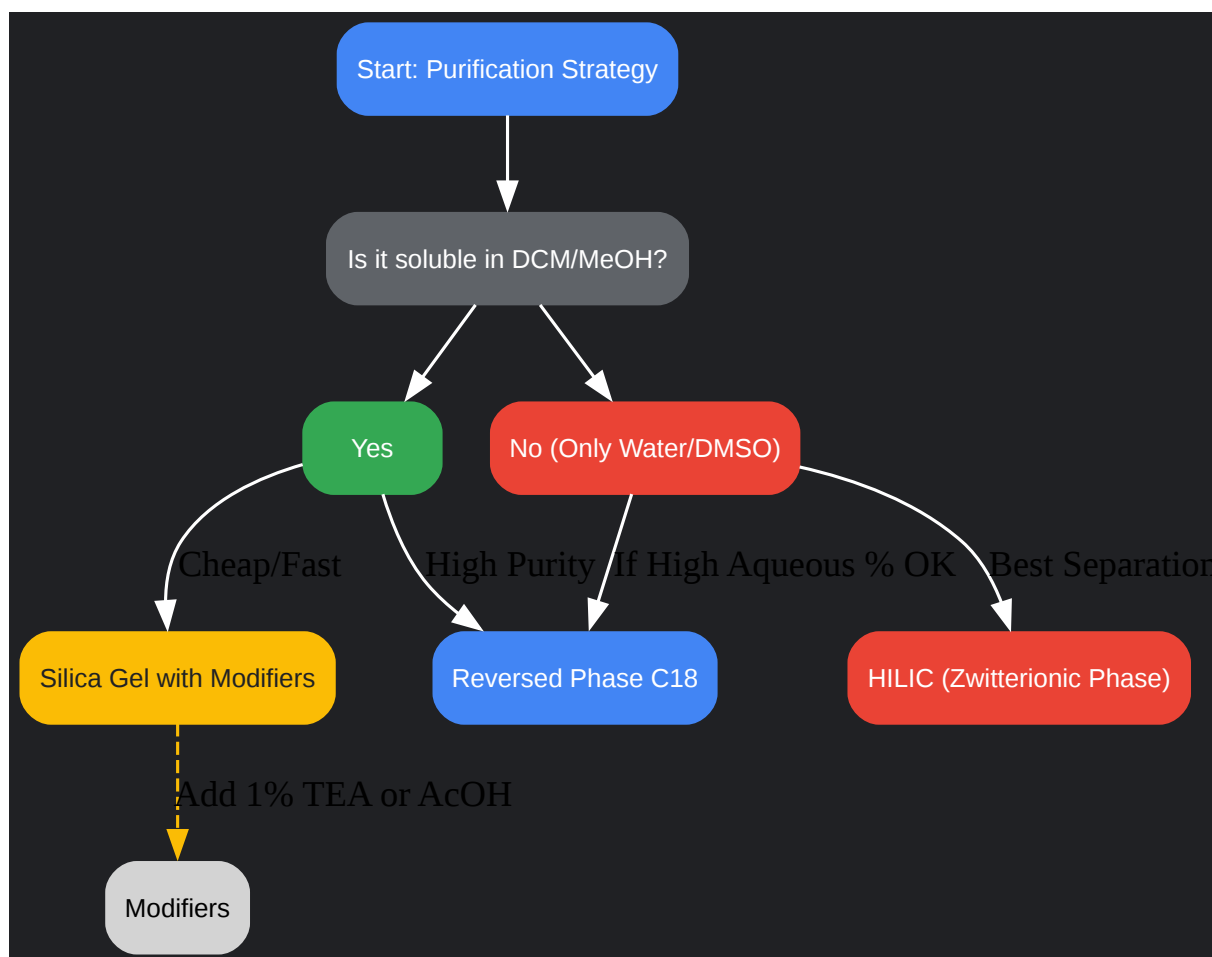 Start: Purification Strategy
Is it soluble in DCM/MeOH?
Yes
No (Only Water/DMSO)
Cheap/Fast
High Purity
If High Aqueous % OK
Best Separation
Silica Gel with Modifiers
Reversed Phase C18
HILIC (Zwitterionic Phase)
Add 1% TEA or AcOH
Modifiers